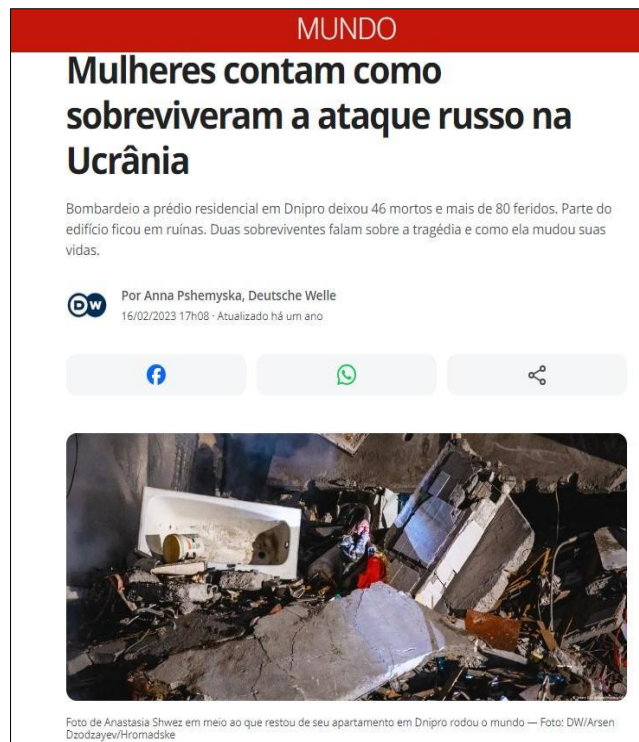 MUNDO
Mulheres contam como
sobreviveram a ataque russo na
Ucrânia
Bombardeio a prédio residencial em Dnipro deixou 46 mortos e mais de 80 feridos. Parte do
edifício ficou em ruínas. Duas sobreviventes falam sobre a tragédia e como ela mudou suas
vidas.
DW
Por Anna Pshemyska, Deutsche Welle
16/02/2023 17h08 · Atualizado há um ano
Foto de Anastasia Shwez em meio ao que restou de seu apartamento em Dnipro rodou o mundo — Foto: DW/Arsen
Dzodzayev/Hromadske